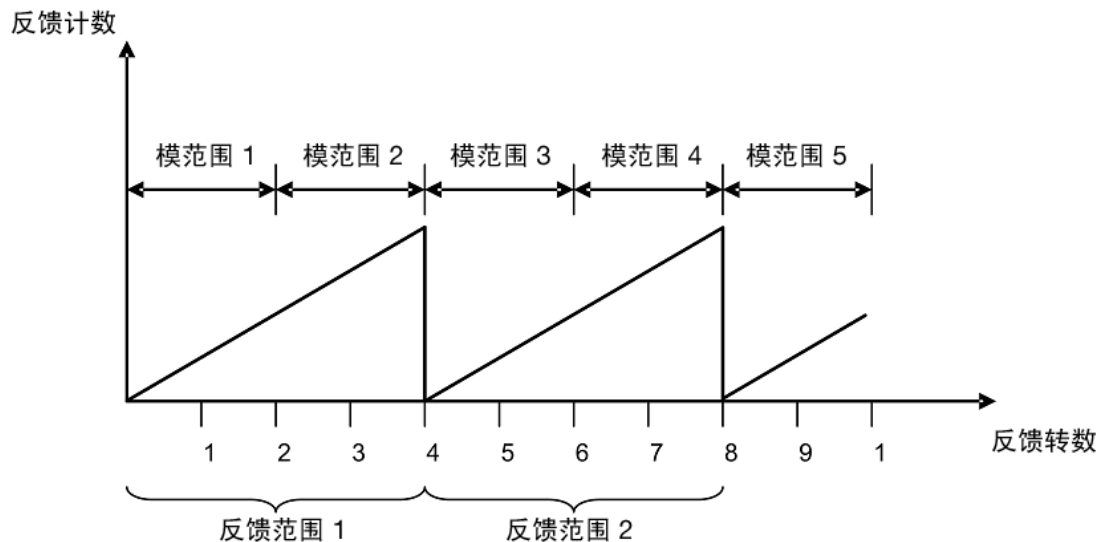 反馈计数
模范围 1 模范围 2 模范围 3 模范围 4 模范围 5
1 2 3 4 5 6 7 8 9 1
反馈转数
反馈范围 1 反馈范围 2